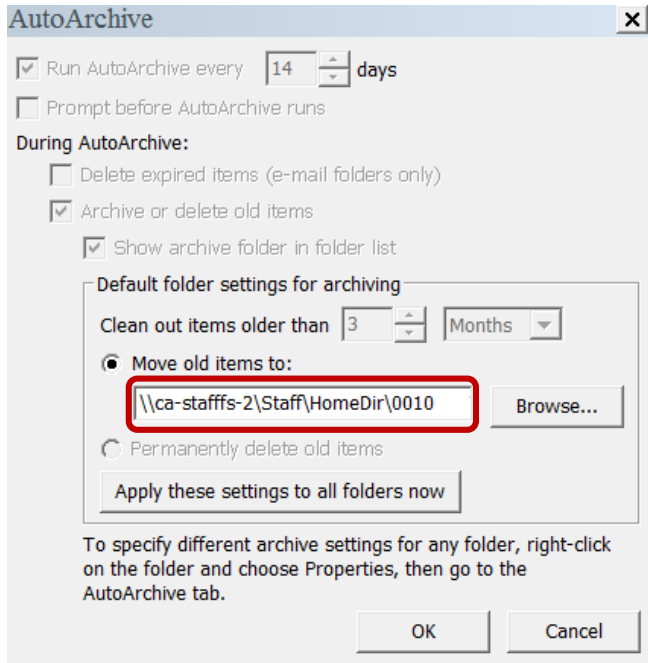 AutoArchive
Run AutoArchive every 14 days
Prompt before AutoArchive runs
During AutoArchive:
Delete expired items (e-mail folders only)
Archive or delete old items
Show archive folder in folder list
Default folder settings for archiving
Clean out items older than 3 Months
Move old items to:
\\ca-stafffs-2\Staff\HomeDir\0010 Browse...
Permanently delete old items
Apply these settings to all folders now
To specify different archive settings for any folder, right-click
on the folder and choose Properties, then go to the
AutoArchive tab.
OK Cancel